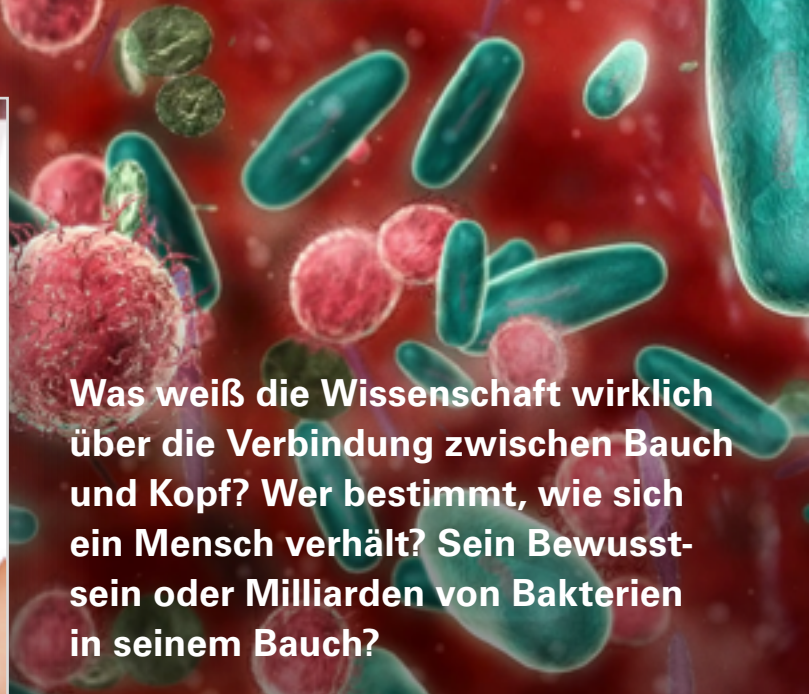 Was weiß die Wissenschaft wirklich
über die Verbindung zwischen Bauch
und Kopf? Wer bestimmt, wie sich
ein Mensch verhält? Sein Bewusst-
sein oder Milliarden von Bakterien
in seinem Bauch?